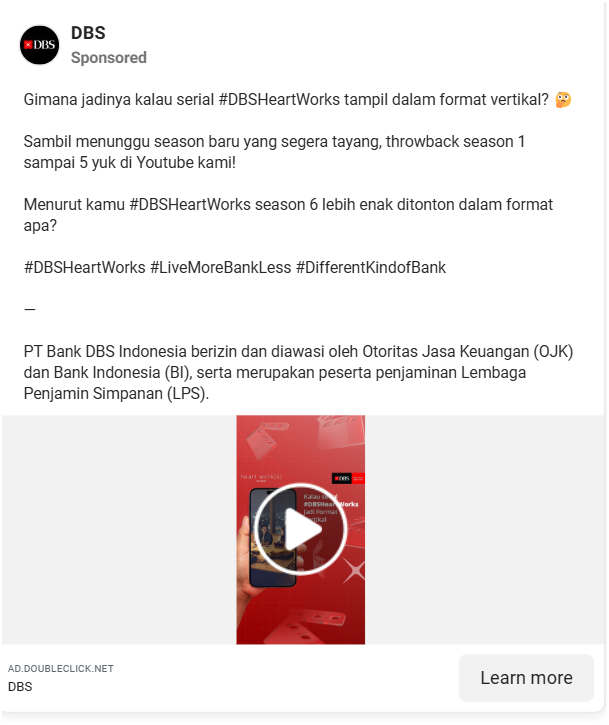 DBS
DBS
Sponsored
Gimana jadinya kalau serial #DBSHeartWorks tampil dalam format vertikal? 🤔
Sambil menunggu season baru yang segera tayang, throwback season 1
sampai 5 yuk di Youtube kami!
Menurut kamu #DBSHeartWorks season 6 lebih enak ditonton dalam format
apa?
#DBSHeartWorks #LiveMoreBankLess #DifferentKindofBank
—
PT Bank DBS Indonesia berizin dan diawasi oleh Otoritas Jasa Keuangan (OJK)
dan Bank Indonesia (BI), serta merupakan peserta penjaminan Lembaga
Penjamin Simpanan (LPS).
DBS
Kalau
#DBSHeart Works
Jadi Format
AD.DOUBLECLICK.NET
DBS
Learn more